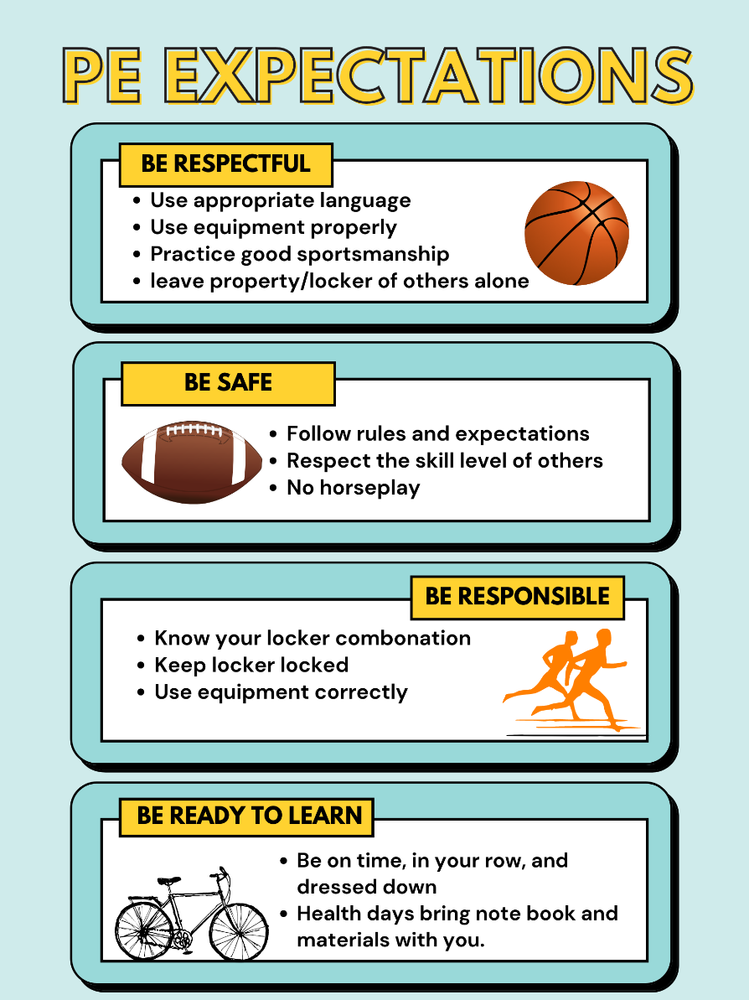 PE EXPECTATIONS
BE RESPECTFUL
• Use appropriate language
• Use equipment properly
• Practice good sportsmanship
• leave property/locker of others alone
BE SAFE
• Follow rules and expectations
• Respect the skill level of others
• No horseplay
BE RESPONSIBLE
• Know your locker combonation
• Keep locker locked
• Use equipment correctly
BE READY TO LEARN
• Be on time, in your row, and
dressed down
• Health days bring note book and
materials with you.